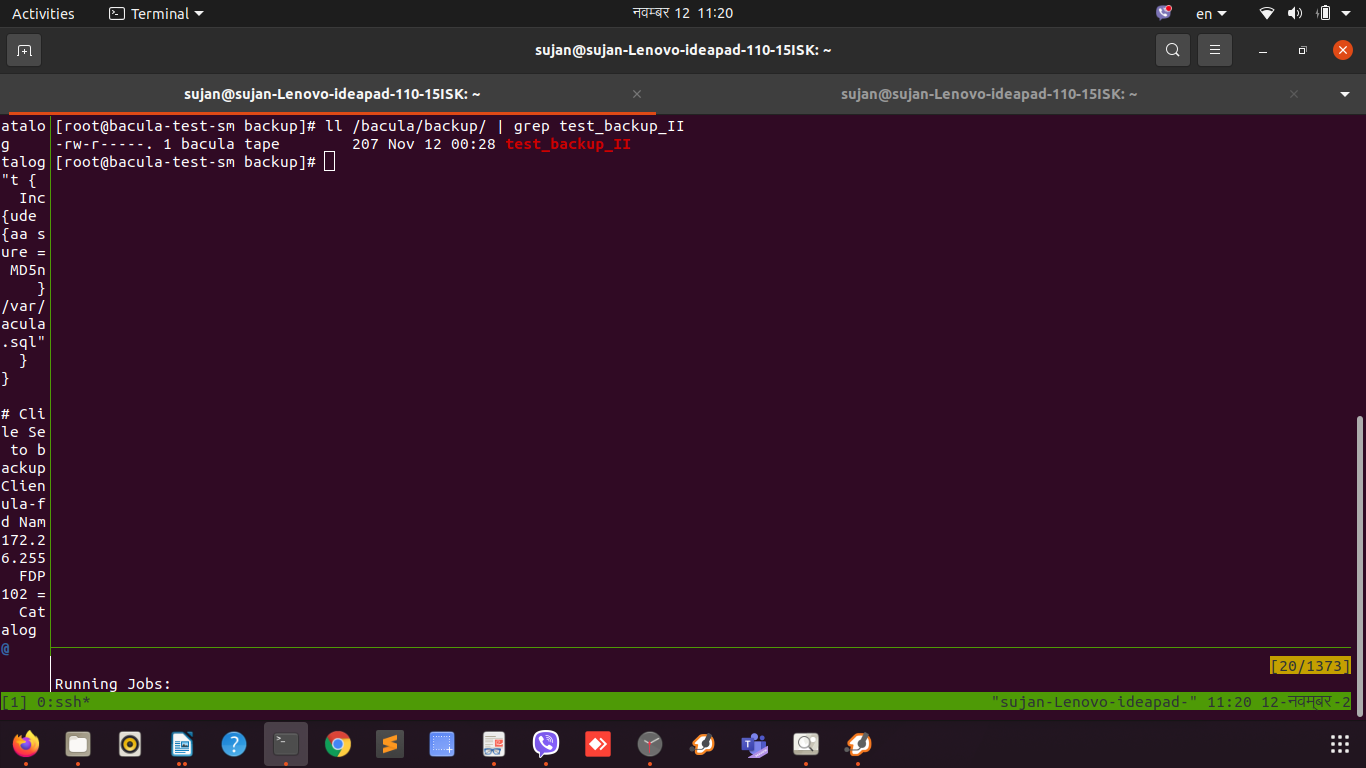 Activities
Terminal
नवम्बर 12 11:20
en
sujan@sujan-Lenovo-ideapad-110-15ISK: ~
sujan@sujan-Lenovo-ideapad-110-15ISK: ~
sujan@sujan-Lenovo-ideapad-110-15ISK: ~
atalo
g
talog
"t {
Inc
{ude
{aa s
ure =
MD5n
}
/var/
acula
.sql"
}
}
# Cli
le Se
to b
ackup
Clien
ula-f
d Nam
172.2
6.255
FDP
102 =
Cat
alog
@
[root@bacula-test-sm backup]# ll /bacula/backup/ | grep test_backup_II
-rw-r-----. 1 bacula tape 207 Nov 12 00:28 test_backup_II
[root@bacula-test-sm backup]#
[20/1373]
Running Jobs:
[1] 0:ssh*
"sujan-Lenovo-ideapad-" 11:20 12-नवम्बर-2